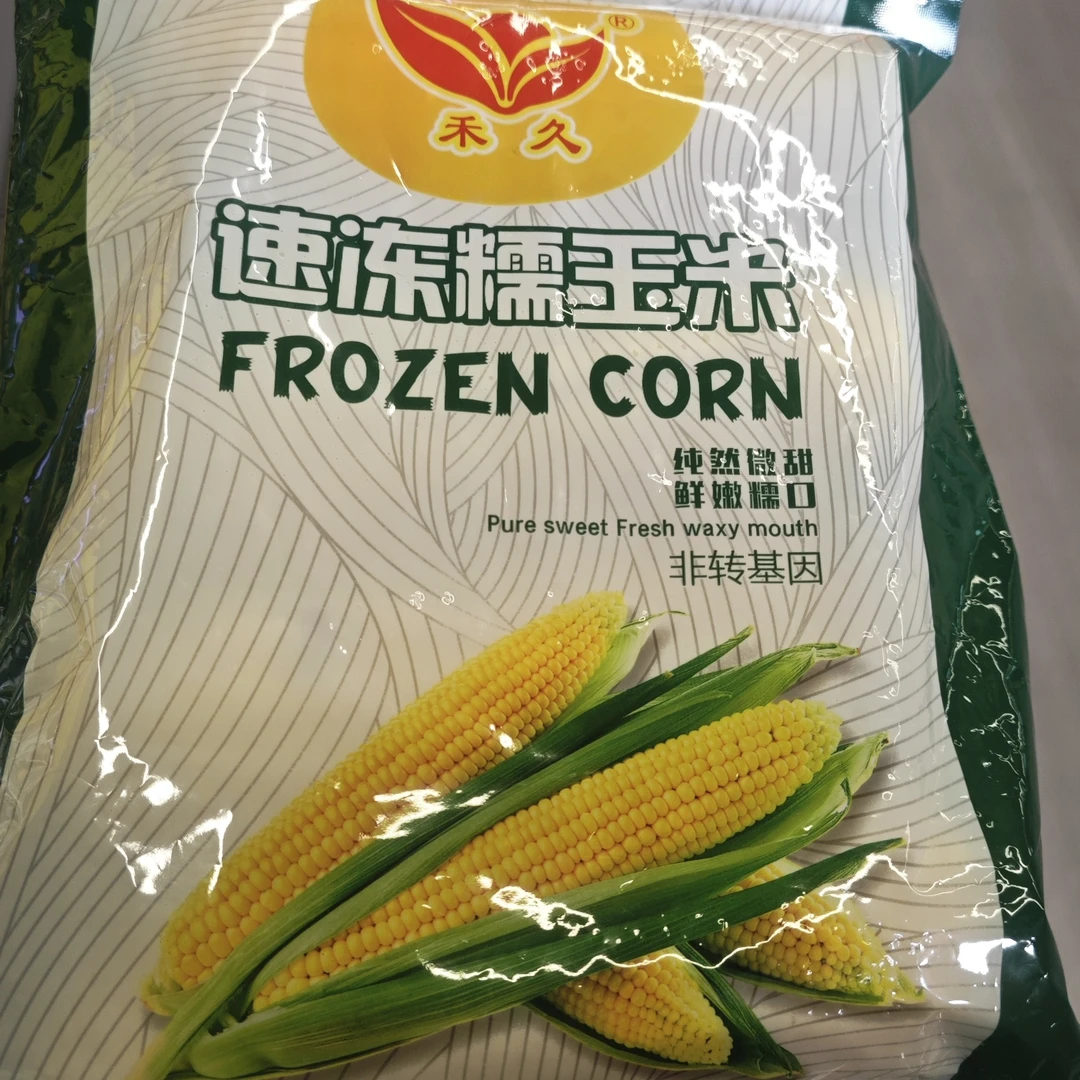 ®
禾久
速冻糯玉米
FROZEN CORN
纯然微甜
鲜嫩糯口
Pure sweet Fresh waxy mouth
非转基因